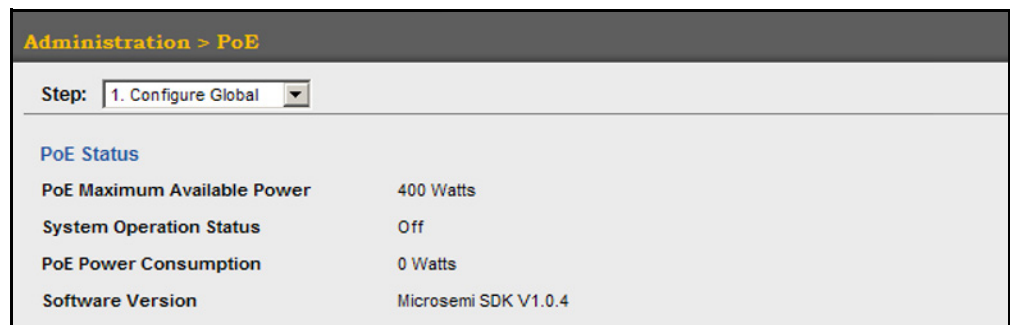 Administration > PoE
Step: 1. Configure Global
PoE Status
PoE Maximum Available Power 400 Watts
System Operation Status Off
PoE Power Consumption 0 Watts
Software Version Microsemi SDK V1.0.4